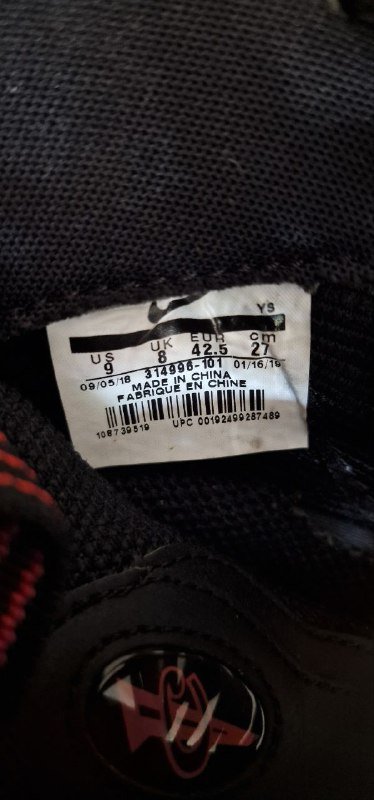 YS
US UK EUR cm
9 8 42.5 27
314996-101
09/05/18 01/16/19
MADE IN CHINA
FABRIQUE EN CHINE
108739519 UPC 00192499287489